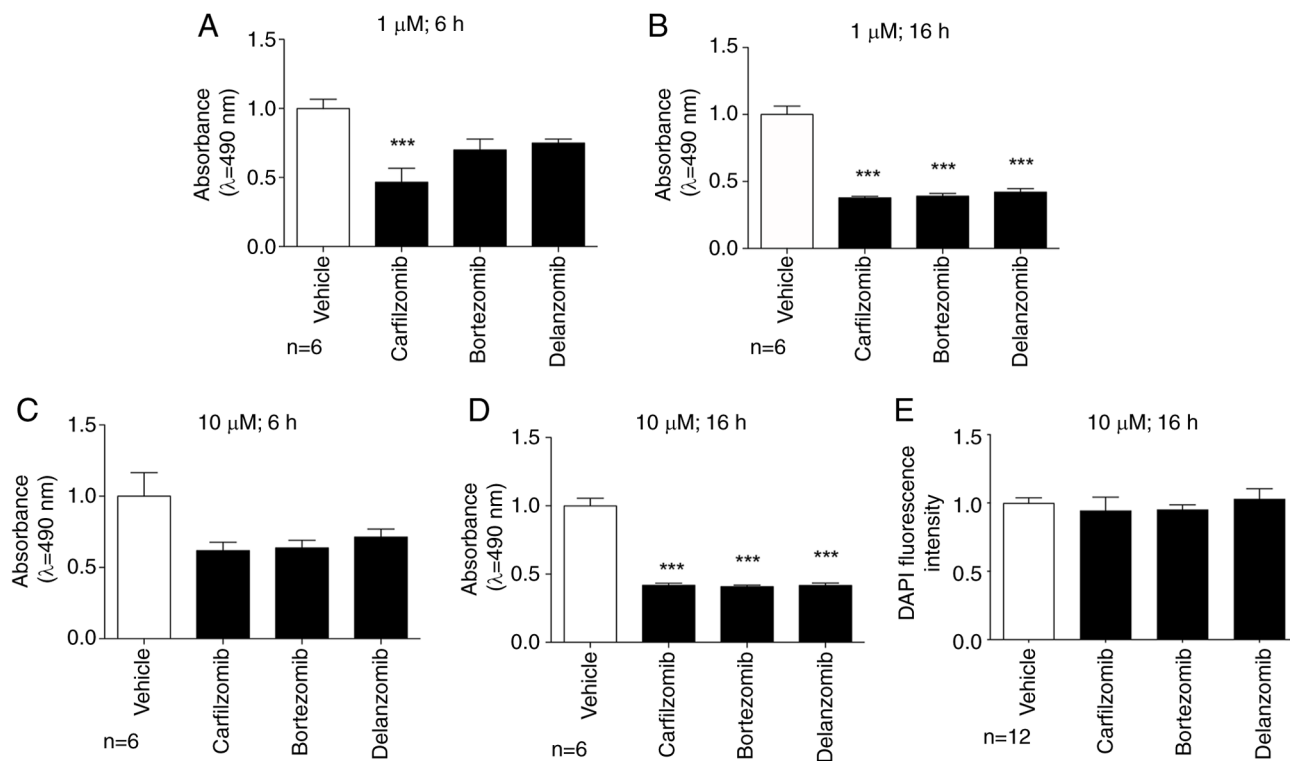 A
1 μM; 6 h
Absorbance
(λ=490 nm)
1.5
1.0
0.5
0.0
***
Vehicle
Carfilzomib
Bortezomib
Delanzomib
n=6
B
1 μM; 16 h
Absorbance
(λ=490 nm)
1.5
1.0
0.5
0.0
***
***
***
Vehicle
Carfilzomib
Bortezomib
Delanzomib
n=6
C
10 μM; 6 h
Absorbance
(λ=490 nm)
1.5
1.0
0.5
0.0
Vehicle
Carfilzomib
Bortezomib
Delanzomib
n=6
D
10 μM; 16 h
Absorbance
(λ=490 nm)
1.5
1.0
0.5
0.0
***
***
***
Vehicle
Carfilzomib
Bortezomib
Delanzomib
n=6
E
10 μM; 16 h
DAPI fluorescence
intensity
1.5
1.0
0.5
0.0
Vehicle
Carfilzomib
Bortezomib
Delanzomib
n=12